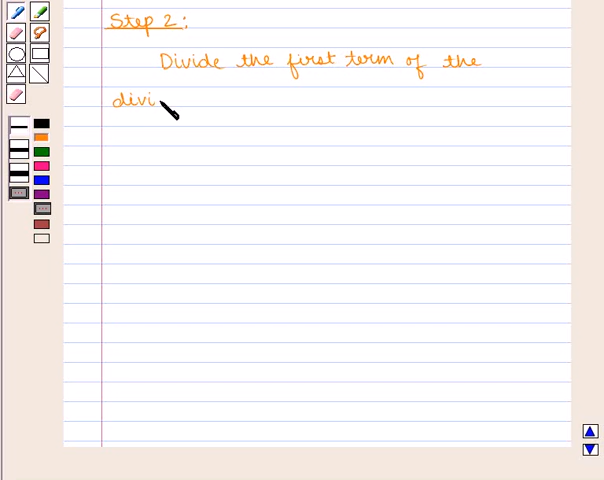 Step 2:
Divide the first term of the
divi